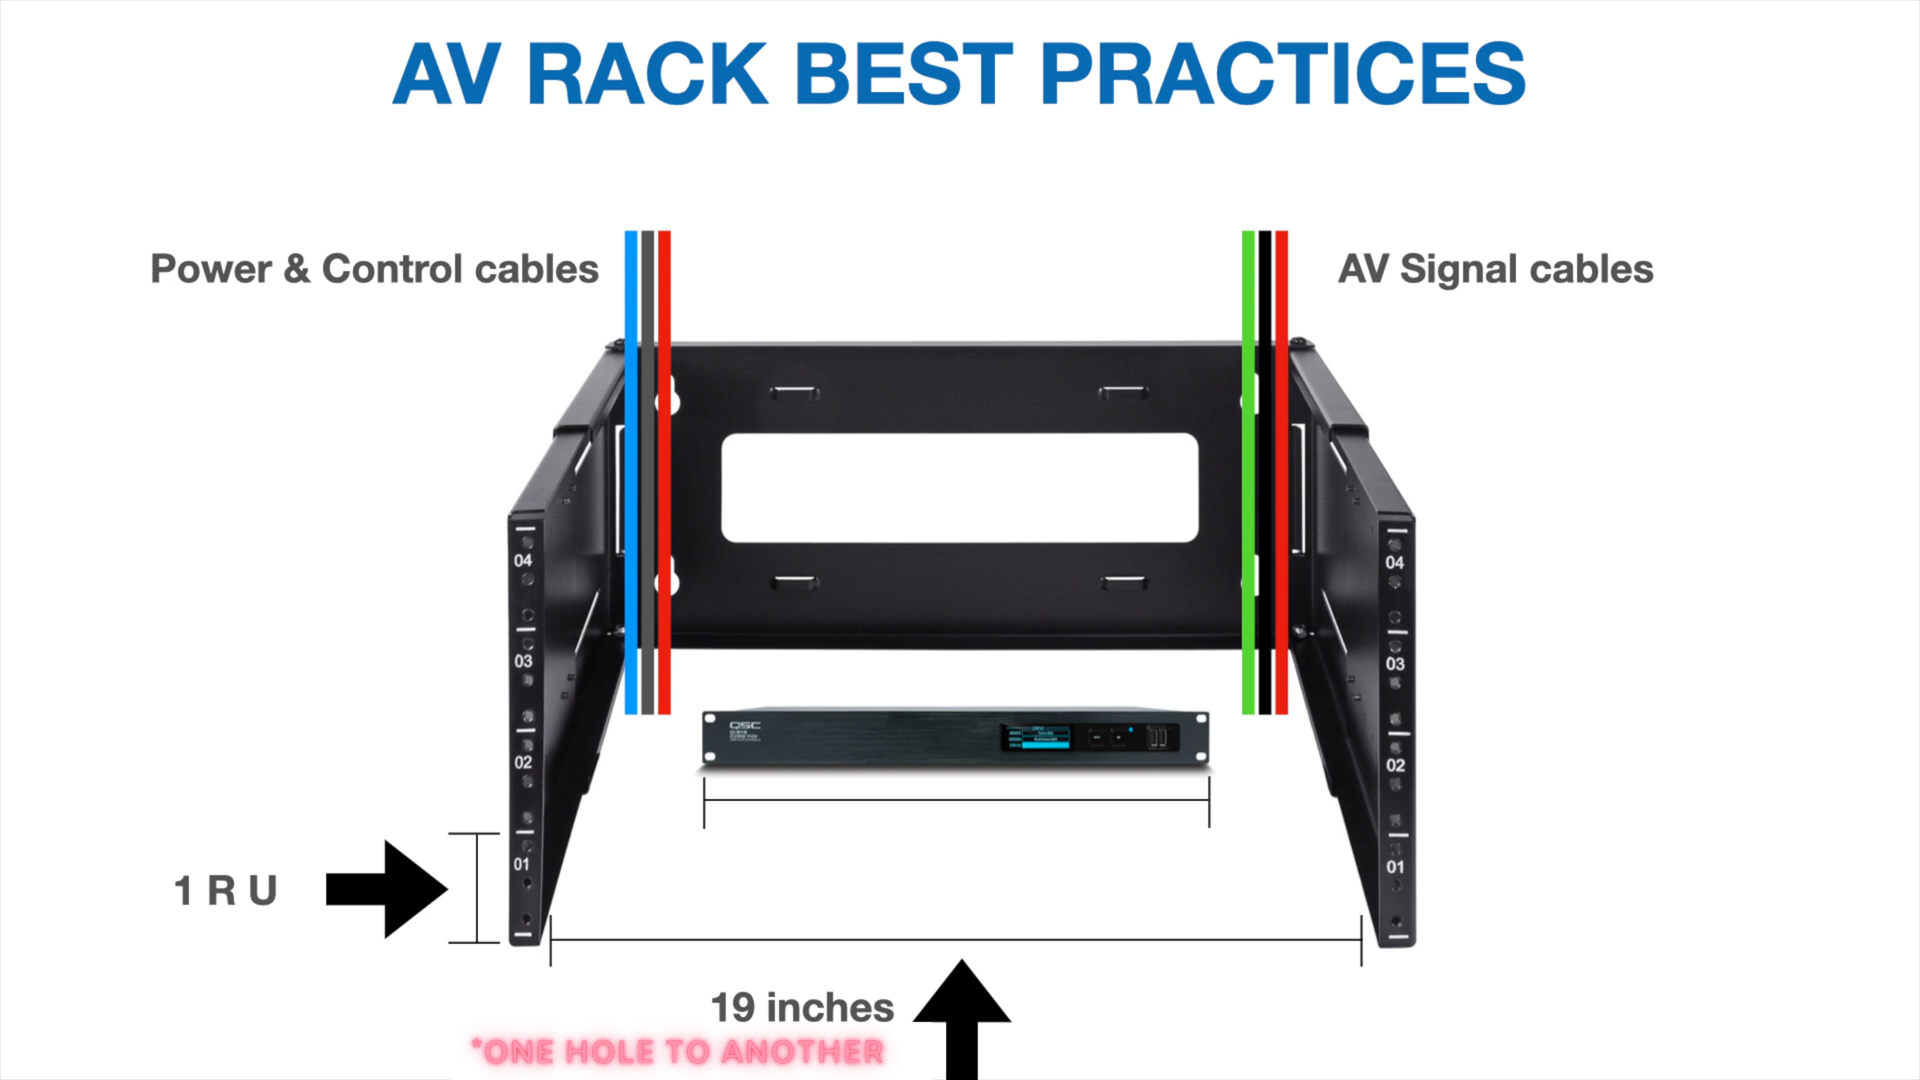 AV RACK BEST PRACTICES
Power & Control cables
AV Signal cables
04
04
03
03
QSC
02
02
01
01
1 R U
19 inches
*ONE HOLE TO ANOTHER